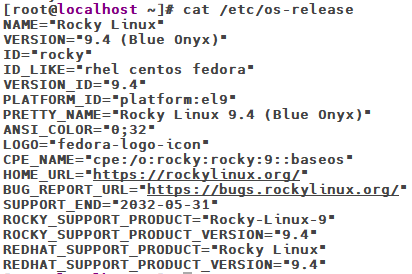 [root@localhost ~]# cat /etc/os-release
NAME="Rocky Linux"
VERSION="9.4 (Blue Onyx)"
ID="rocky"
ID_LIKE="rhel centos fedora"
VERSION_ID="9.4"
PLATFORM_ID="platform:el9"
PRETTY_NAME="Rocky Linux 9.4 (Blue Onyx)"
ANSI_COLOR="0;32"
LOGO="fedora-logo-icon"
CPE_NAME="cpe:/o:rocky:rocky:9::baseos"
HOME_URL="https://rockylinux.org/"
BUG_REPORT_URL="https://bugs.rockylinux.org/"
SUPPORT_END="2032-05-31"
ROCKY_SUPPORT_PRODUCT="Rocky-Linux-9"
ROCKY_SUPPORT_PRODUCT_VERSION="9.4"
REDHAT_SUPPORT_PRODUCT="Rocky Linux"
REDHAT_SUPPORT_PRODUCT_VERSION="9.4"